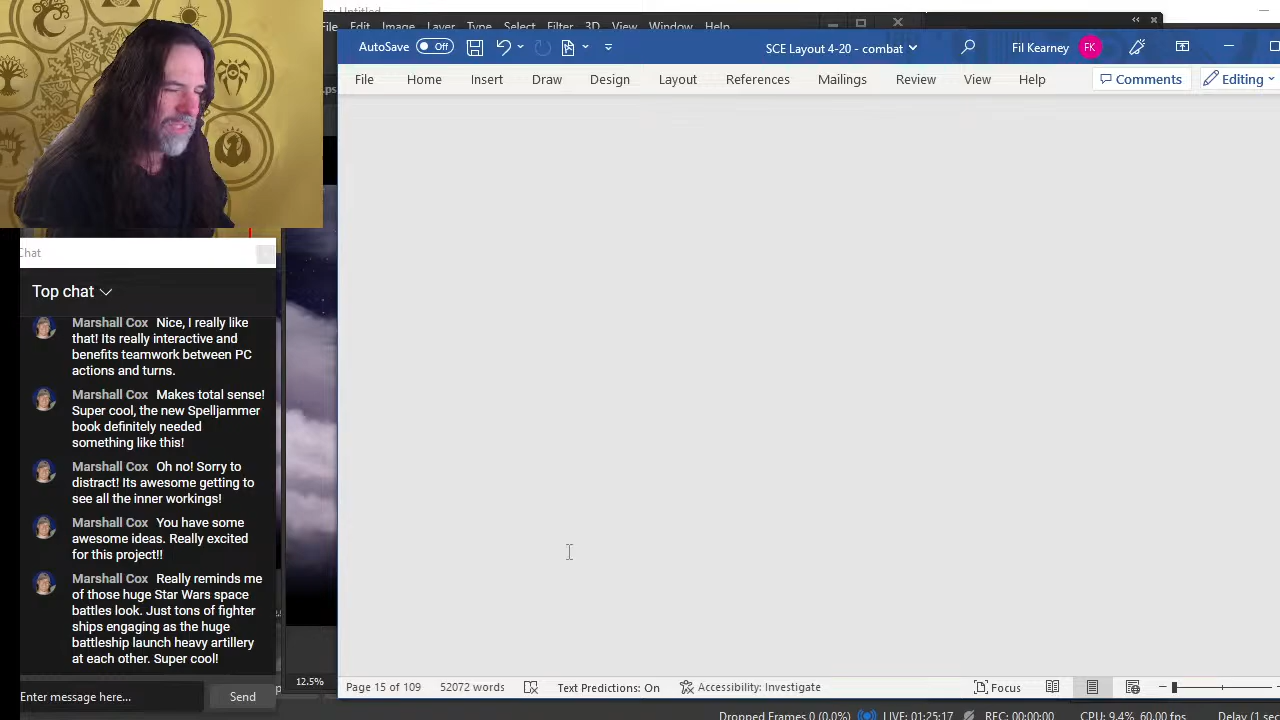 es: Untitled
File Edit Image Layer Type Select Filter 3D View Window Help
AutoSave Off SCE Layout 4-20 - combat Fil Kearney FK
File Home Insert Draw Design Layout References Mailings Review View Help Comments Editing
.ps
Chat
Top chat
Marshall Cox Nice, I really like
that! Its really interactive and
benefits teamwork between PC
actions and turns.
Marshall Cox Makes total sense!
Super cool, the new Spelljammer
book definitely needed
something like this!
Marshall Cox Oh no! Sorry to
distract! Its awesome getting to
see all the inner workings!
Marshall Cox You have some
awesome ideas. Really excited
for this project!!
Marshall Cox Really reminds me
of those huge Star Wars space
battles look. Just tons of fighter
ships engaging as the huge
battleship launch heavy artillery
at each other. Super cool!
Enter message here... Send
12.5%
Page 15 of 109 52072 words Text Predictions: On Accessibility: Investigate Focus
Dropped Frames 0 (0.0%) LIVE: 01:25:17 REC: 00:00:00 CPU: 9.4%, 60.00 fps Delay (1 sec